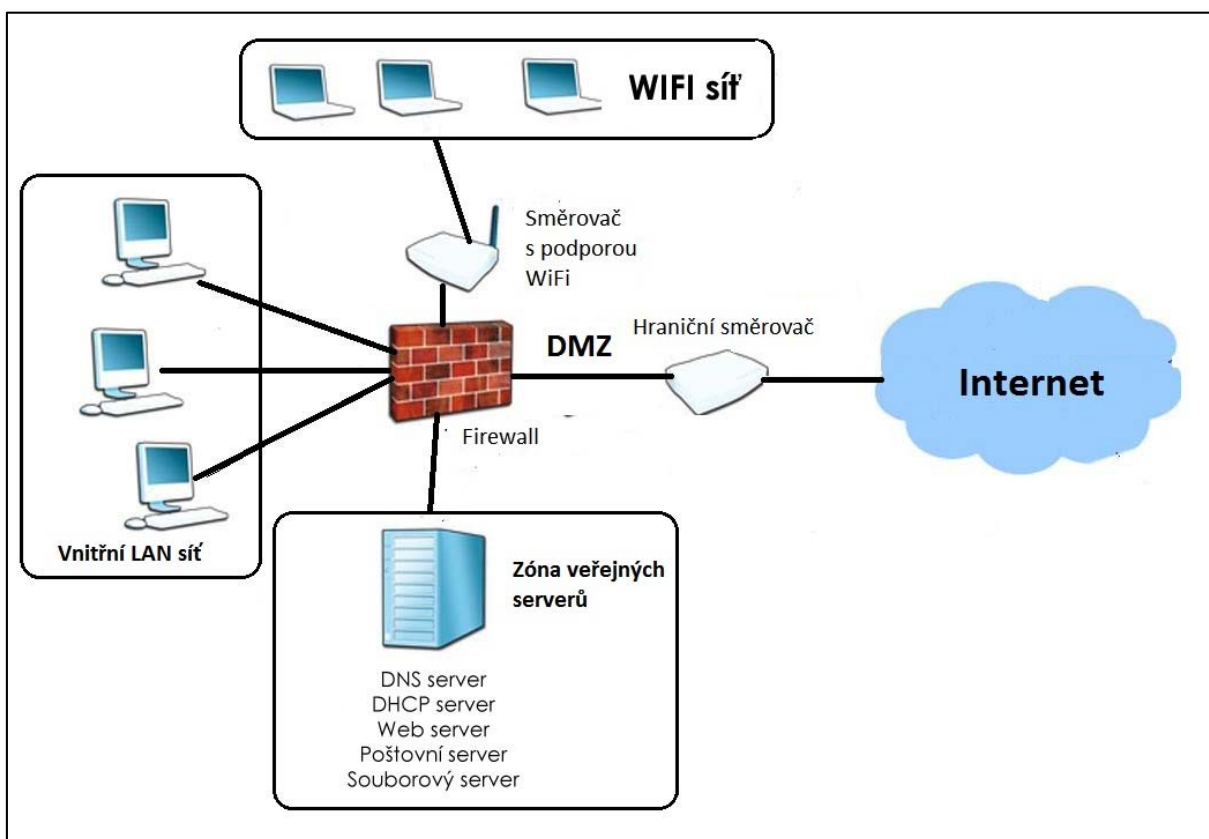 WIFI síť
Směrovač
s podporou
WiFi
Hraniční směrovač
DMZ
Internet
Firewall
Vnitřní LAN síť
Zóna veřejných
serverů
DNS server
DHCP server
Web server
Poštovní server
Souborový server